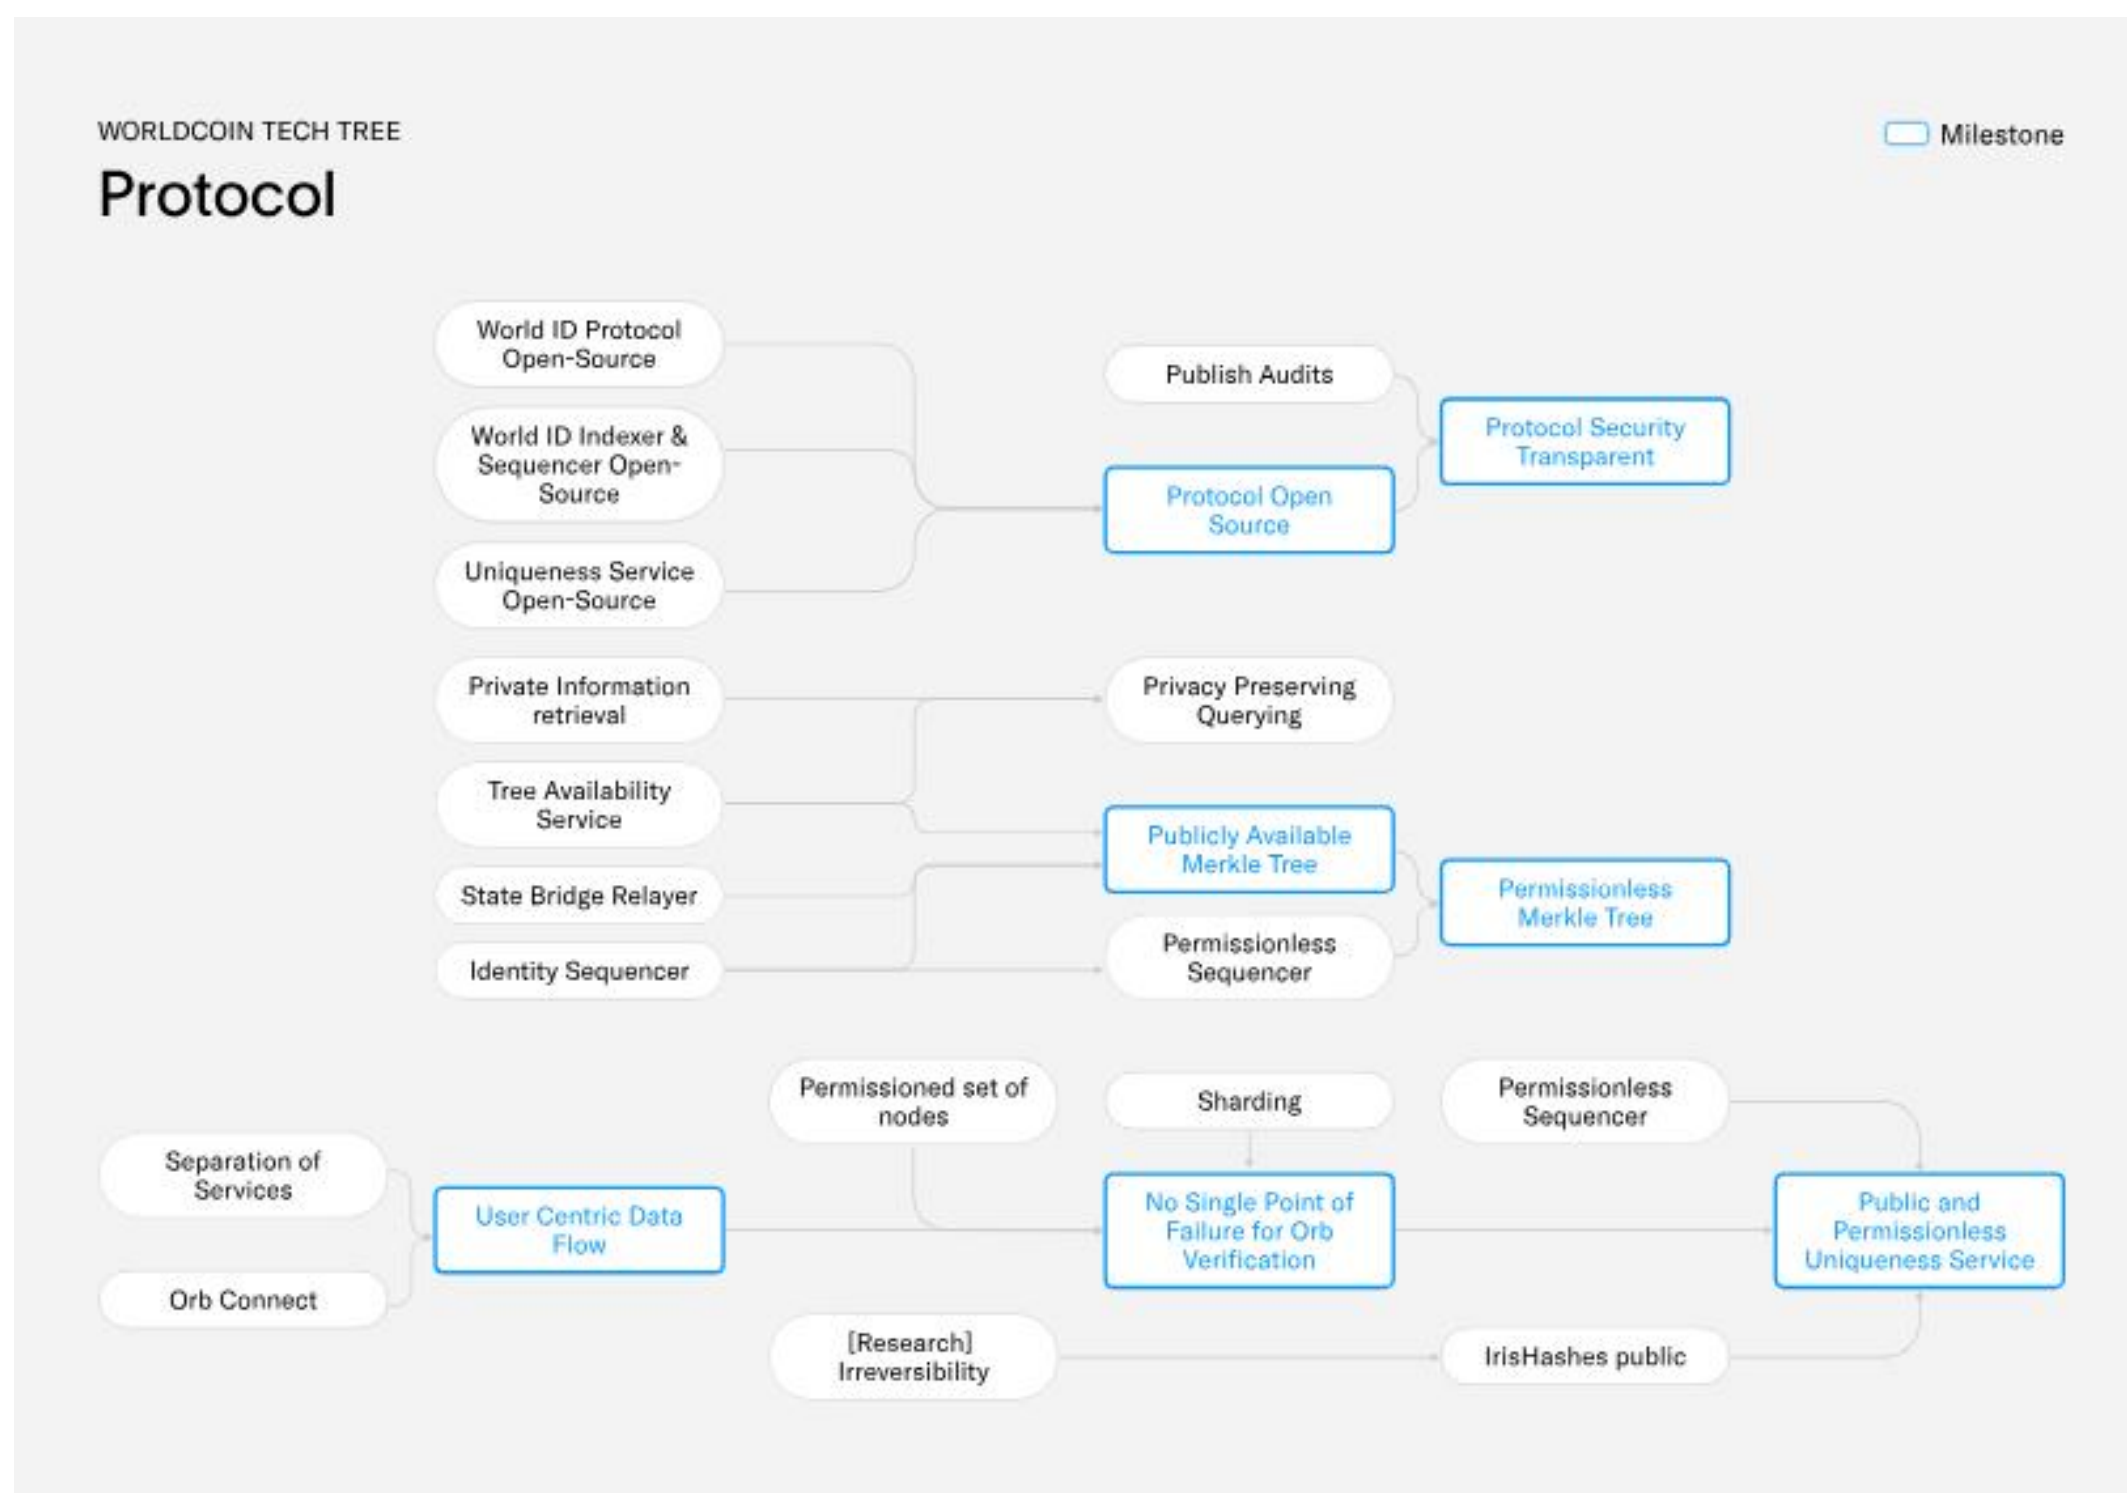 WORLDCOIN TECH TREE
Protocol
Milestone
World ID Protocol
Open-Source
World ID Indexer &
Sequencer Open-
Source
Uniqueness Service
Open-Source
Publish Audits
Protocol Open
Source
Protocol Security
Transparent
Private Information
retrieval
Tree Availability
Service
State Bridge Relayer
Identity Sequencer
Privacy Preserving
Querying
Publicly Available
Merkle Tree
Permissionless
Sequencer
Permissionless
Merkle Tree
Separation of
Services
Orb Connect
User Centric Data
Flow
Permissioned set of
nodes
Sharding
No Single Point of
Failure for Orb
Verification
[Research]
Irreversibility
Permissionless
Sequencer
IrisHashes public
Public and
Permissionless
Uniqueness Service